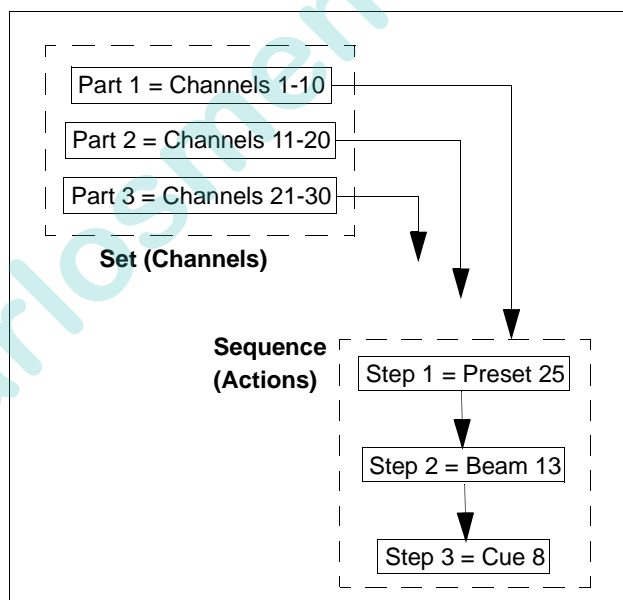 Part 1 = Channels 1-10
Part 2 = Channels 11-20
Part 3 = Channels 21-30
Set (Channels)
Sequence
(Actions)
Step 1 = Preset 25
Step 2 = Beam 13
Step 3 = Cue 8